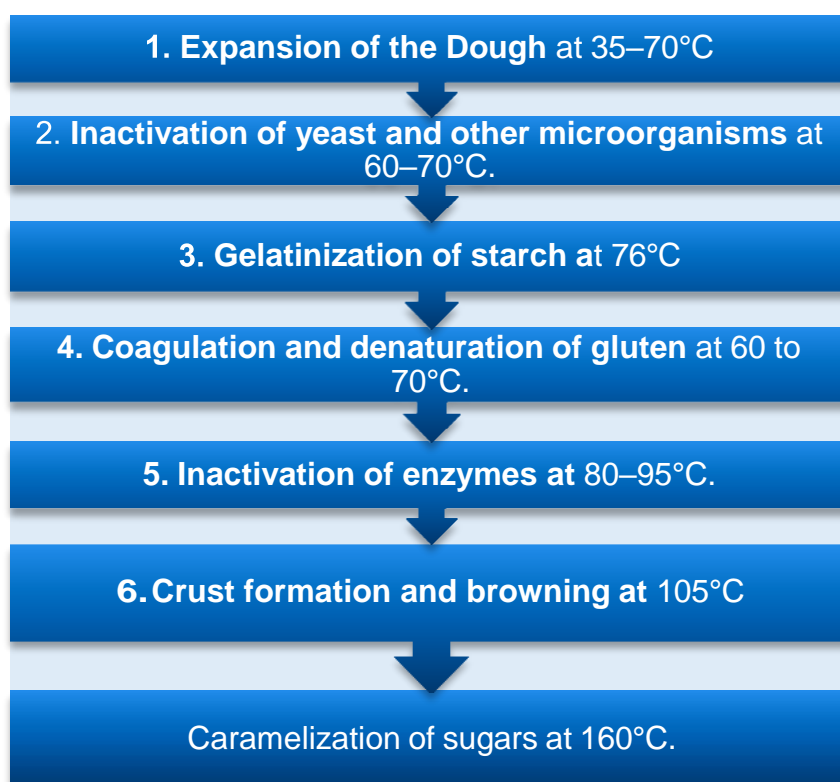 1. Expansion of the Dough at 35–70°C
2. Inactivation of yeast and other microorganisms at
60–70°C.
3. Gelatinization of starch at 76°C
4. Coagulation and denaturation of gluten at 60 to
70°C.
5. Inactivation of enzymes at 80–95°C.
6. Crust formation and browning at 105°C
Caramelization of sugars at 160°C.